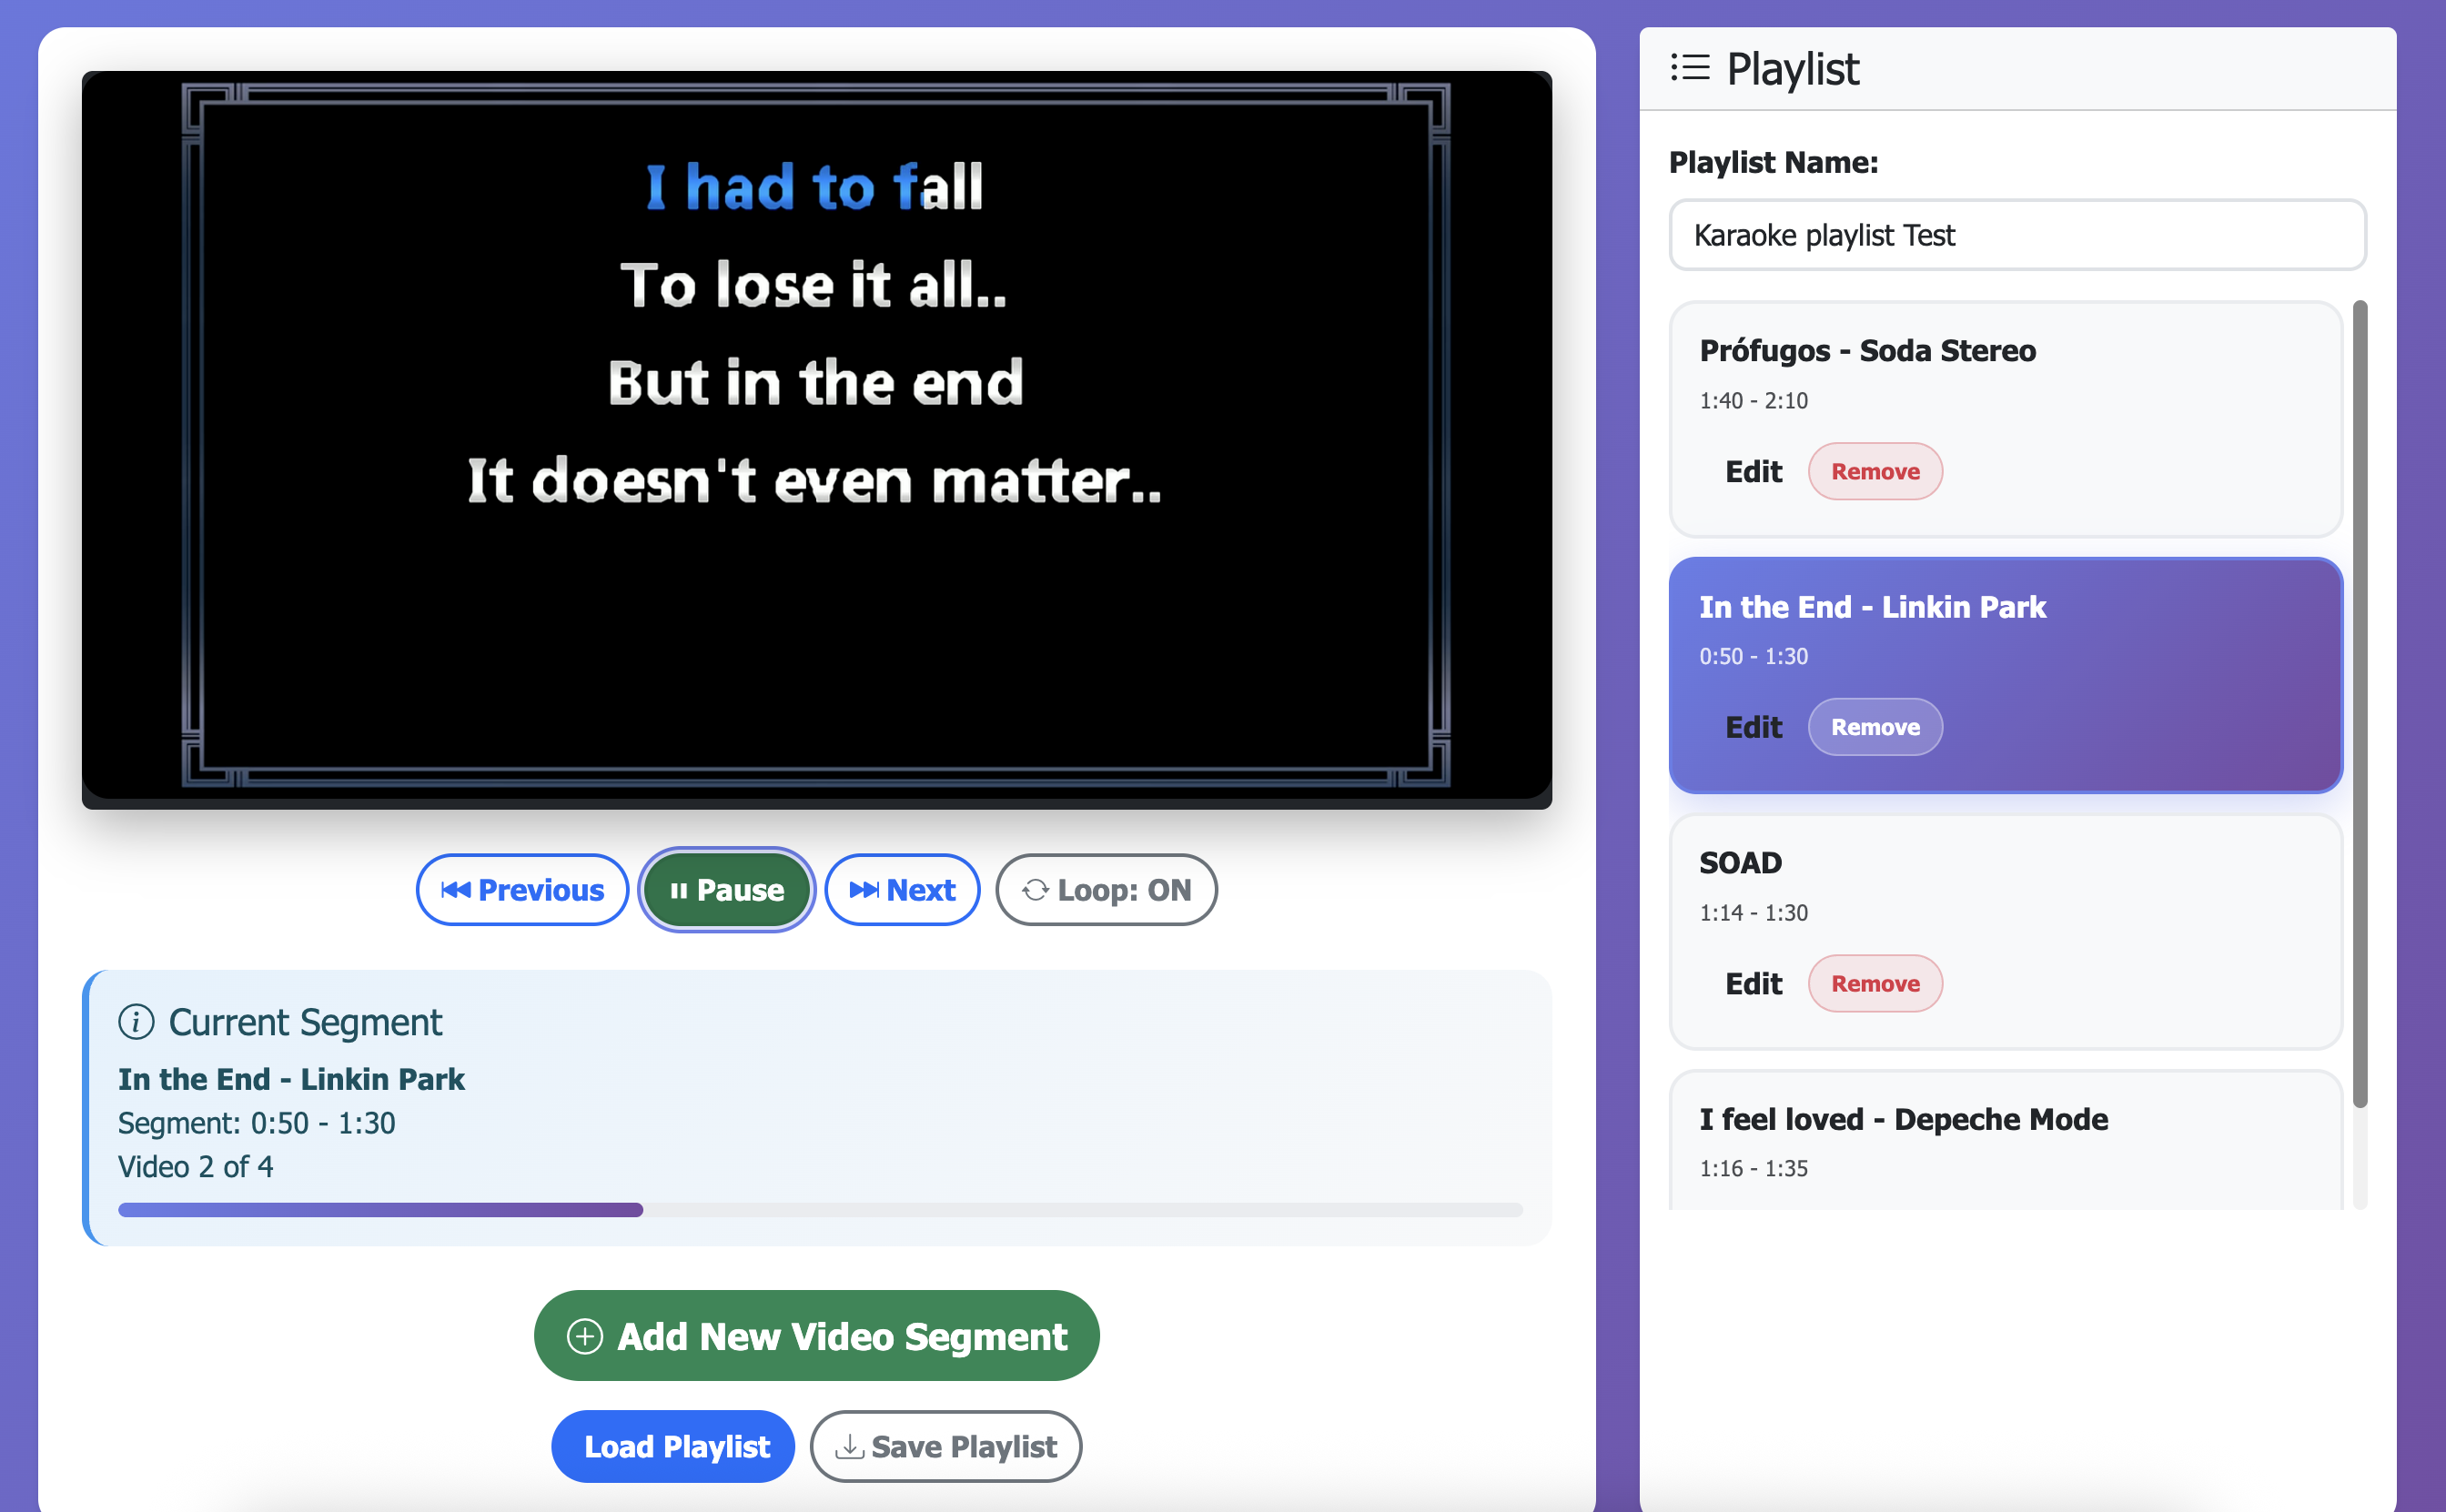 I had to fall
To lose it all..
But in the end
It doesn't even matter..
Previous
Pause
Next
Loop: ON
Current Segment
In the End - Linkin Park
Segment: 0:50 - 1:30
Video 2 of 4
Add New Video Segment
Load Playlist
Save Playlist
Playlist
Playlist Name:
Karaoke playlist Test
Prófugos - Soda Stereo
1:40 - 2:10
Edit Remove
In the End - Linkin Park
0:50 - 1:30
Edit Remove
SOAD
1:14 - 1:30
Edit Remove
I feel loved - Depeche Mode
1:16 - 1:35